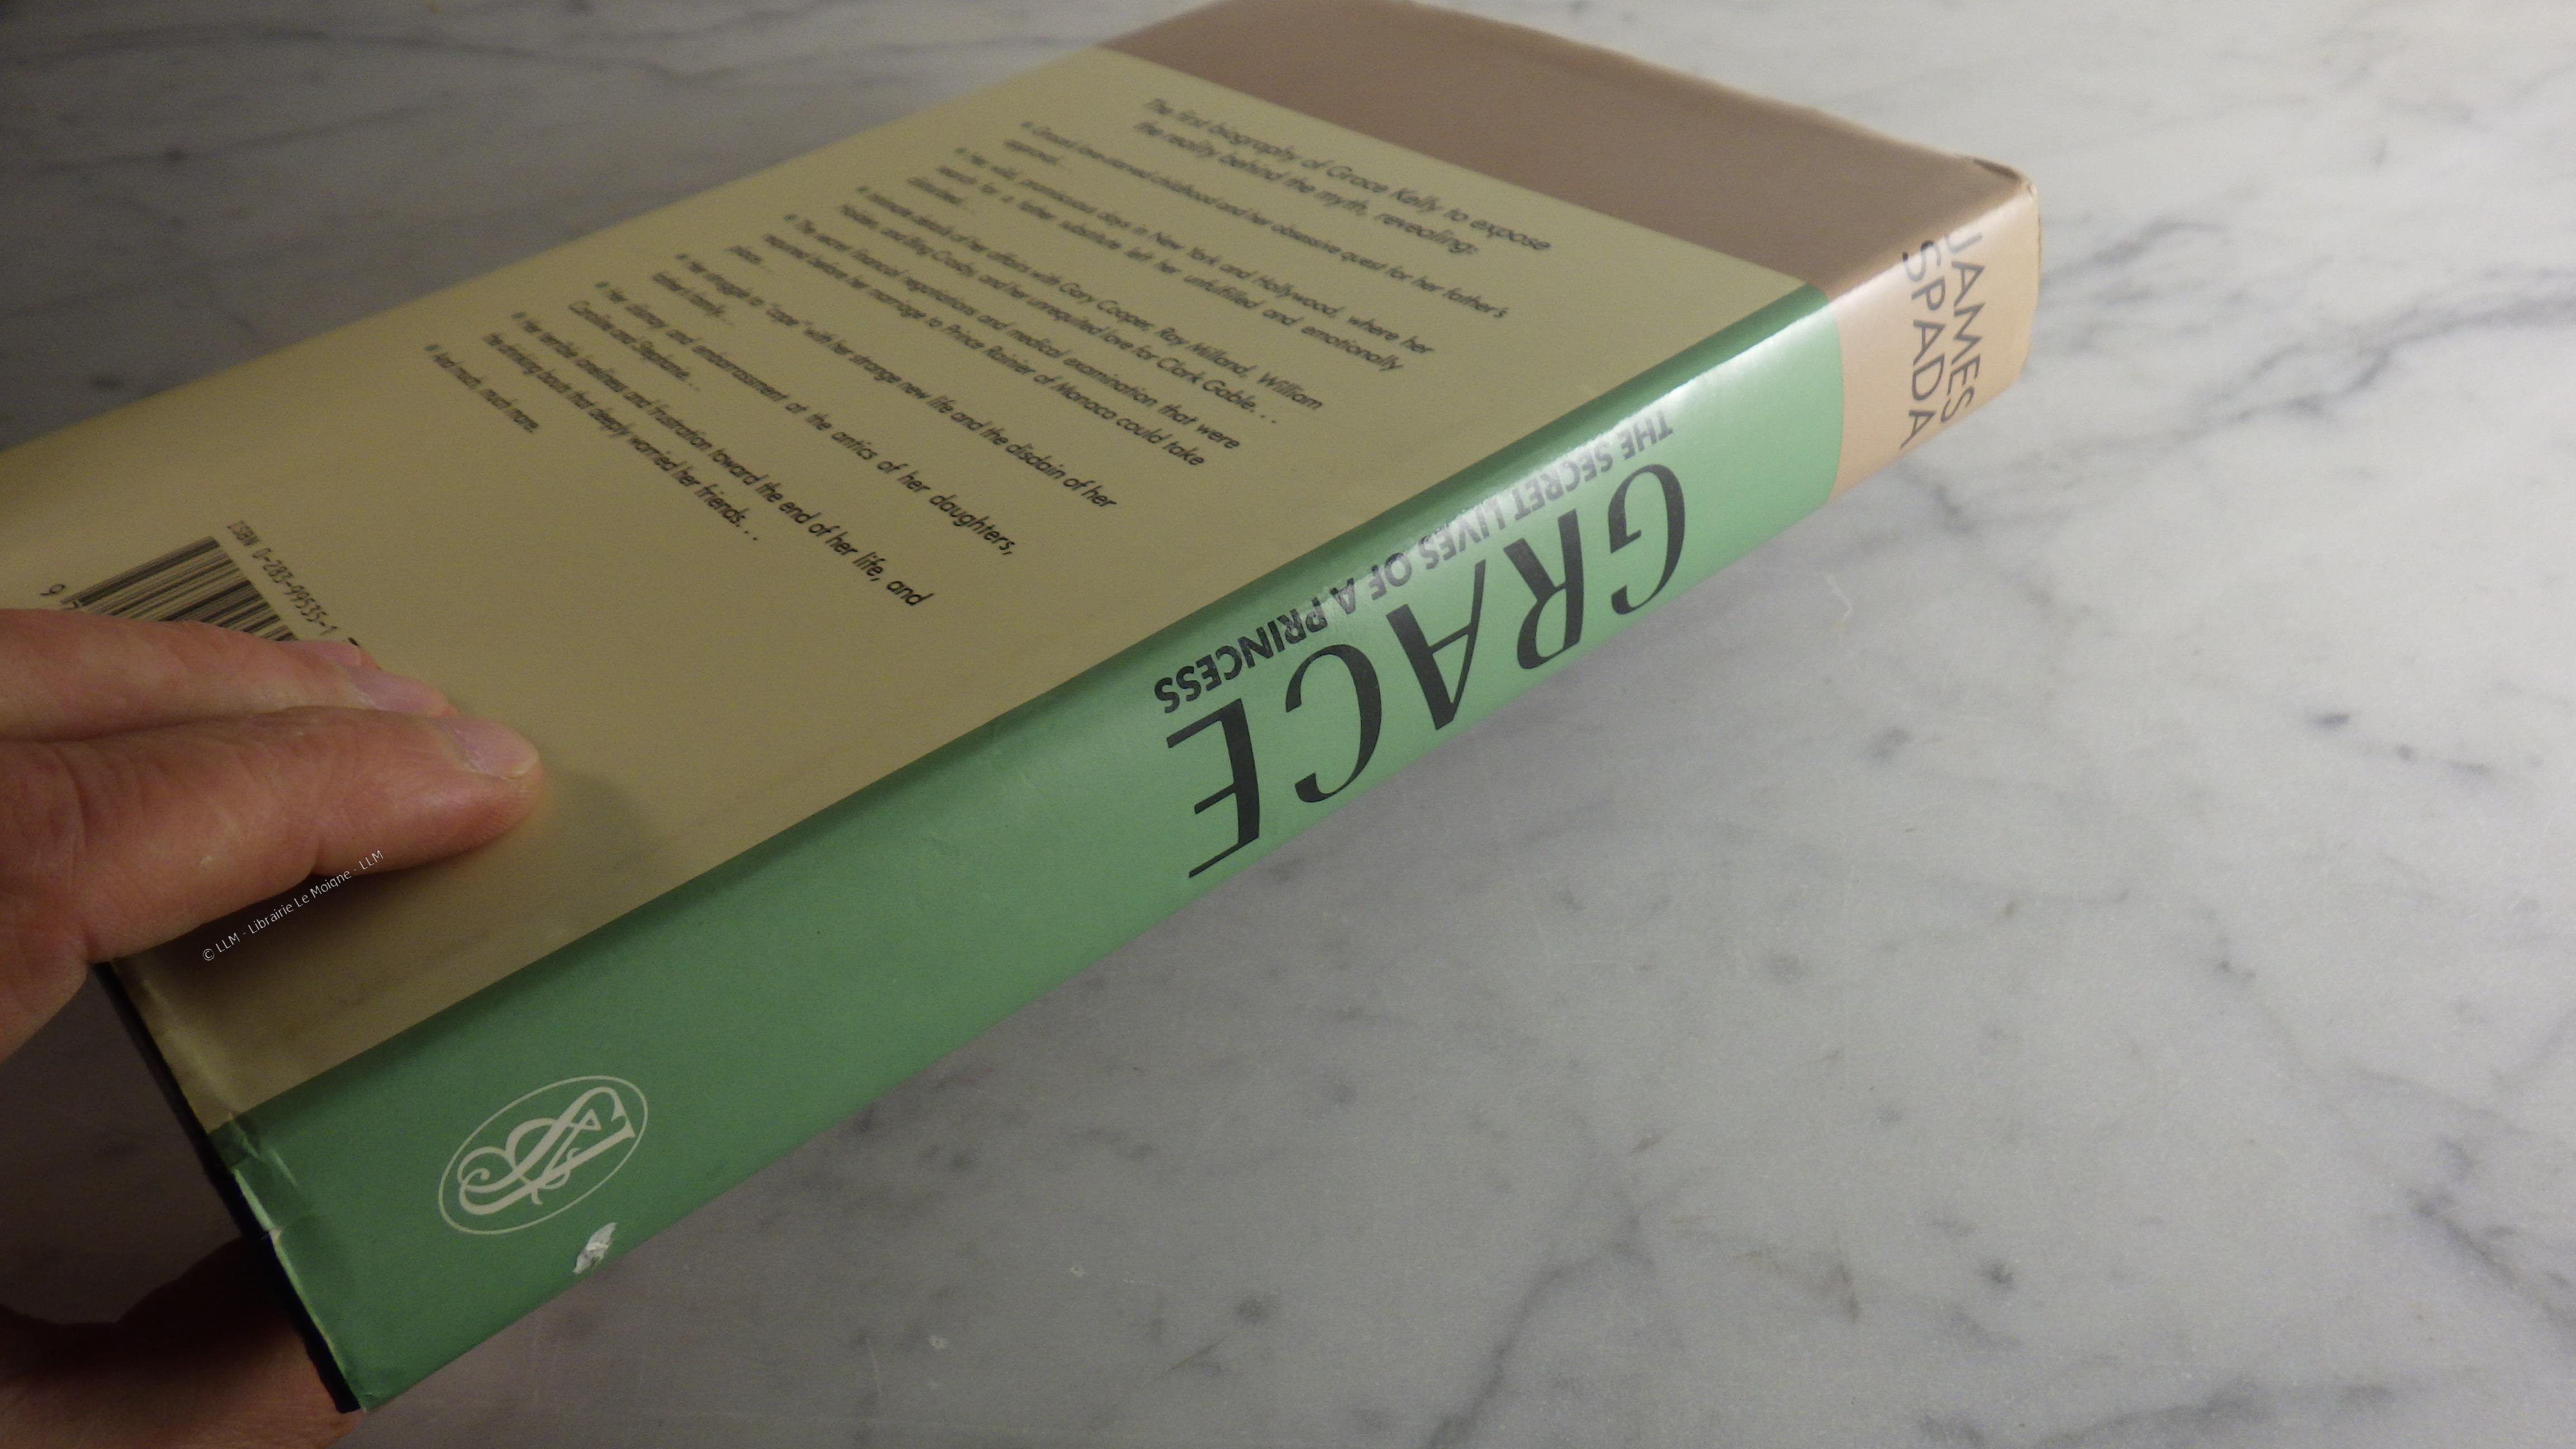 JAMES
SPADA
GRACE
THE SECRET LIVES OF A PRINCESS
The first biography of Grace Kelly to expose
the reality behind the myth, revealing:
Grace's love-starved childhood and her obsessive quest for her father's
approval...
Her wild, promiscuous days in New York and Hollywood, where her
search for a father substitute left her unfulfilled and emotionally
distraught...
Intimate details of her affairs with Gary Cooper, Ray Milland, William
Holden, and Bing Crosby, and her unrequited love for Clark Gable...
The secret financial negotiations and medical examination that were
required before her marriage to Prince Rainier of Monaco could take
place...
Her struggle to "cope" with her strange new life and the disdain of her
titled family...
Her dismay and embarrassment at the antics of her daughters,
Caroline and Stephanie...
Her terrible loneliness and frustration toward the end of her life, and
the drinking bouts that deeply worried her friends...
And much, much more.
ISBN 0-283-99535-1
9 7
© LLM - Librairie Le Moigne - LLM